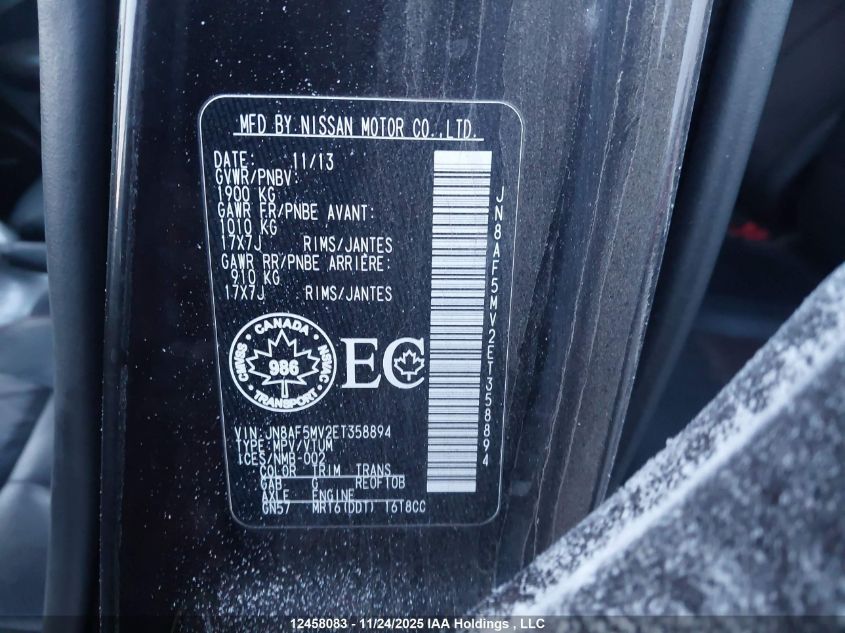 MFD BY NISSAN MOTOR CO.,LTD.
DATE: 11/13
GVWR/PNBV:
1900 KG
GAWR FR/PNBE AVANT:
1010 KG
17X7J RIMS/JANTES
GAWR RR/PNBE ARRIÈRE:
910 KG
17X7J RIMS/JANTES
JN8AF5MV2ET358894
CANADA
CMVSS NSVAC
986
TRANSPORT
EC
VIN:JN8AF5MV2ET358894
TYPE:MPV/VTUM
ICES/NMB-002
COLOR TRIM TRANS
GAB G RE0F10B
AXLE ENGINE
GN57 MR16(DDT) 1618CC
12458083 - 11/24/2025 IAA Holdings , LLC